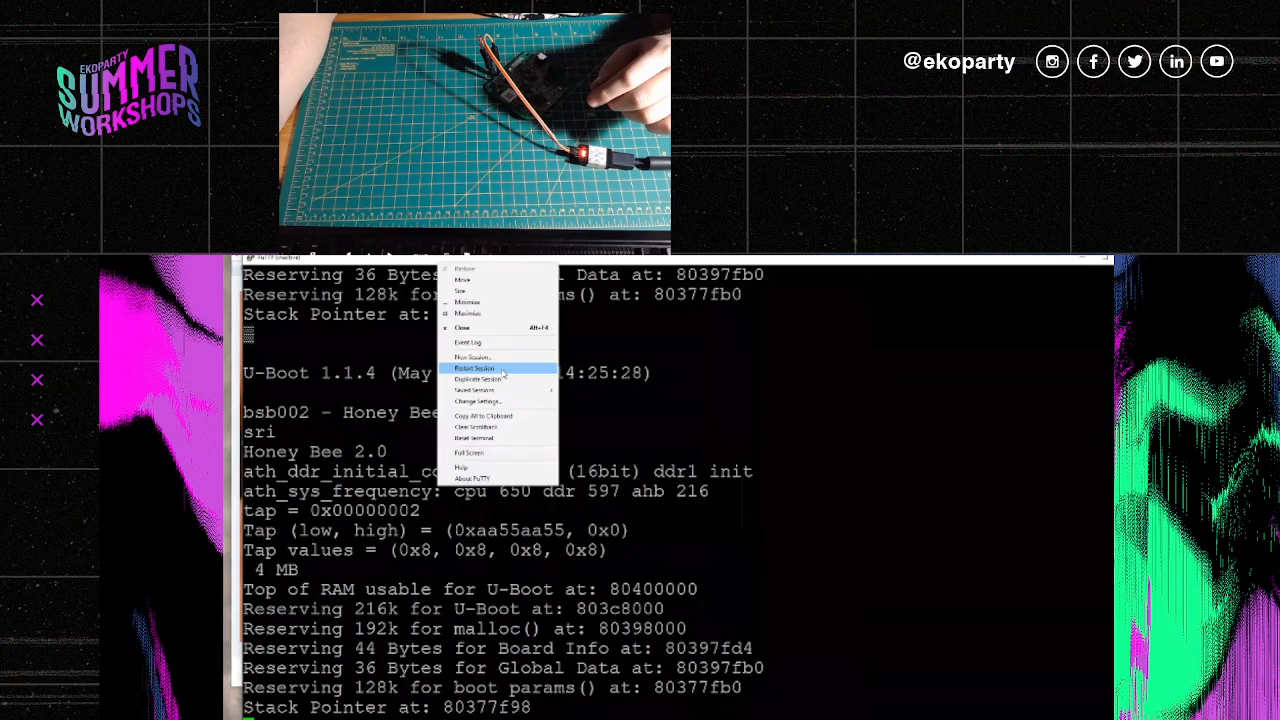 EKOPARTY
SUMMER
WORKSHOPS
@ekoparty
PuTTY (inactive)
Reserving 36 Bytes
l Data at: 80397fb0
Reserving 128k for
ms() at: 80377fb0
Stack Pointer at:
Restore
Move
Size
Minimize
Maximize
Close Alt+F4
Event Log
New Session...
Restart Session
Duplicate Session
Saved Sessions
Change Settings...
Copy All to Clipboard
Clear Scrollback
Reset Terminal
Full Screen
Help
About PuTTY
U-Boot 1.1.4 (May
14:25:28)
bsb002 - Honey Bee
sri
Honey Bee 2.0
ath_ddr_initial_co
(16bit) ddr1 init
ath_sys_frequency: cpu 650 ddr 597 ahb 216
tap = 0x00000002
Tap (low, high) = (0xaa55aa55, 0x0)
Tap values = (0x8, 0x8, 0x8, 0x8)
4 MB
Top of RAM usable for U-Boot at: 80400000
Reserving 216k for U-Boot at: 803c8000
Reserving 192k for malloc() at: 80398000
Reserving 44 Bytes for Board Info at: 80397fd4
Reserving 36 Bytes for Global Data at: 80397fb0
Reserving 128k for boot params() at: 80377fb0
Stack Pointer at: 80377f98